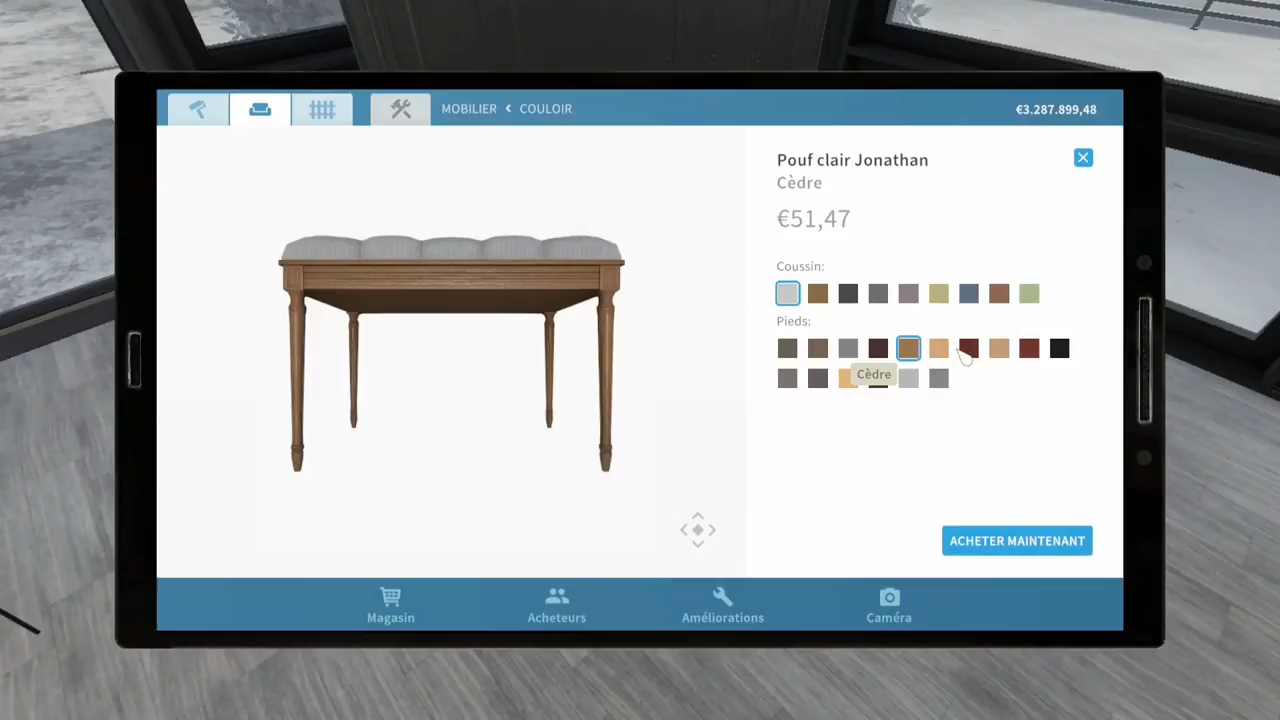 MOBILIER < COULOIR
€3.287.899,48
Pouf clair Jonathan
Cèdre
€51,47
Coussin:
Pieds:
Cèdre
ACHETER MAINTENANT
Magasin
Acheteurs
Améliorations
Caméra